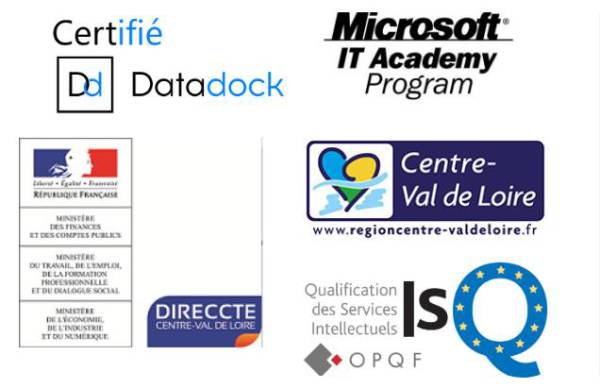 Certifié
Dd Datadock
Microsoft®
IT Academy
Program
Liberté • Égalité • Fraternité
RÉPUBLIQUE FRANÇAISE
MINISTÈRE
DES FINANCES
ET DES COMPTES PUBLICS
MINISTÈRE
DU TRAVAIL, DE L'EMPLOI,
DE LA FORMATION
PROFESSIONNELLE
ET DU DIALOGUE SOCIAL
MINISTÈRE
DE L'ÉCONOMIE,
DE L'INDUSTRIE
ET DU NUMÉRIQUE
DIRECCTE
CENTRE-VAL DE LOIRE
Centre-
Val de Loire
www.regioncentre-valdeloire.fr
Qualification
des Services
Intellectuels
IsQ
OPQF